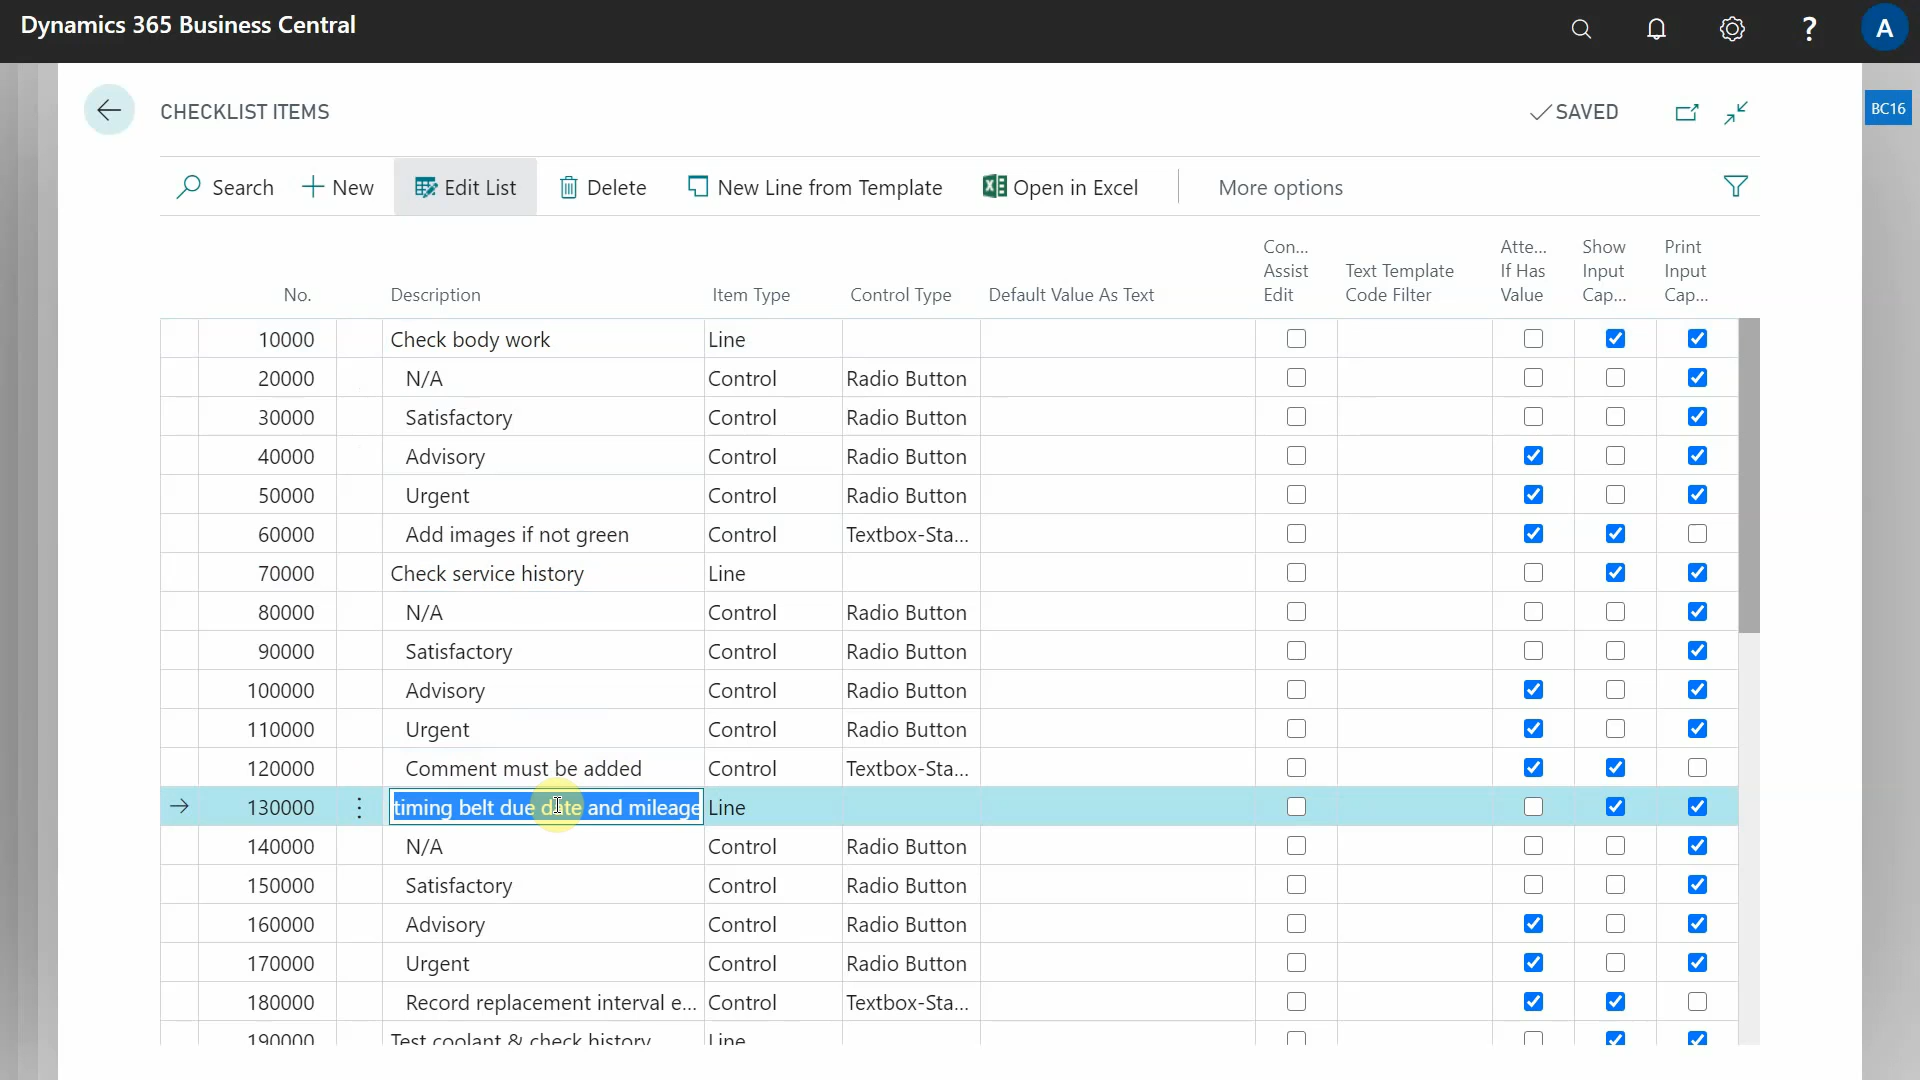 Dynamics 365 Business Central
?
A
CHECKLIST ITEMS
SAVED
BC16
Search
New
Edit List
Delete
New Line from Template
Open in Excel
More options
No.
Description
Item Type
Control Type
Default Value As Text
Con...
Assist
Edit
Text Template
Code Filter
Atte...
If Has
Value
Show
Input
Cap...
Print
Input
Cap...
10000 Check body work Line
20000 N/A Control Radio Button
30000 Satisfactory Control Radio Button
40000 Advisory Control Radio Button
50000 Urgent Control Radio Button
60000 Add images if not green Control Textbox-Sta...
70000 Check service history Line
80000 N/A Control Radio Button
90000 Satisfactory Control Radio Button
100000 Advisory Control Radio Button
110000 Urgent Control Radio Button
120000 Comment must be added Control Textbox-Sta...
130000 timing belt due date and mileage Line
140000 N/A Control Radio Button
150000 Satisfactory Control Radio Button
160000 Advisory Control Radio Button
170000 Urgent Control Radio Button
180000 Record replacement interval e... Control Textbox-Sta...
190000 Test coolant & check history Line